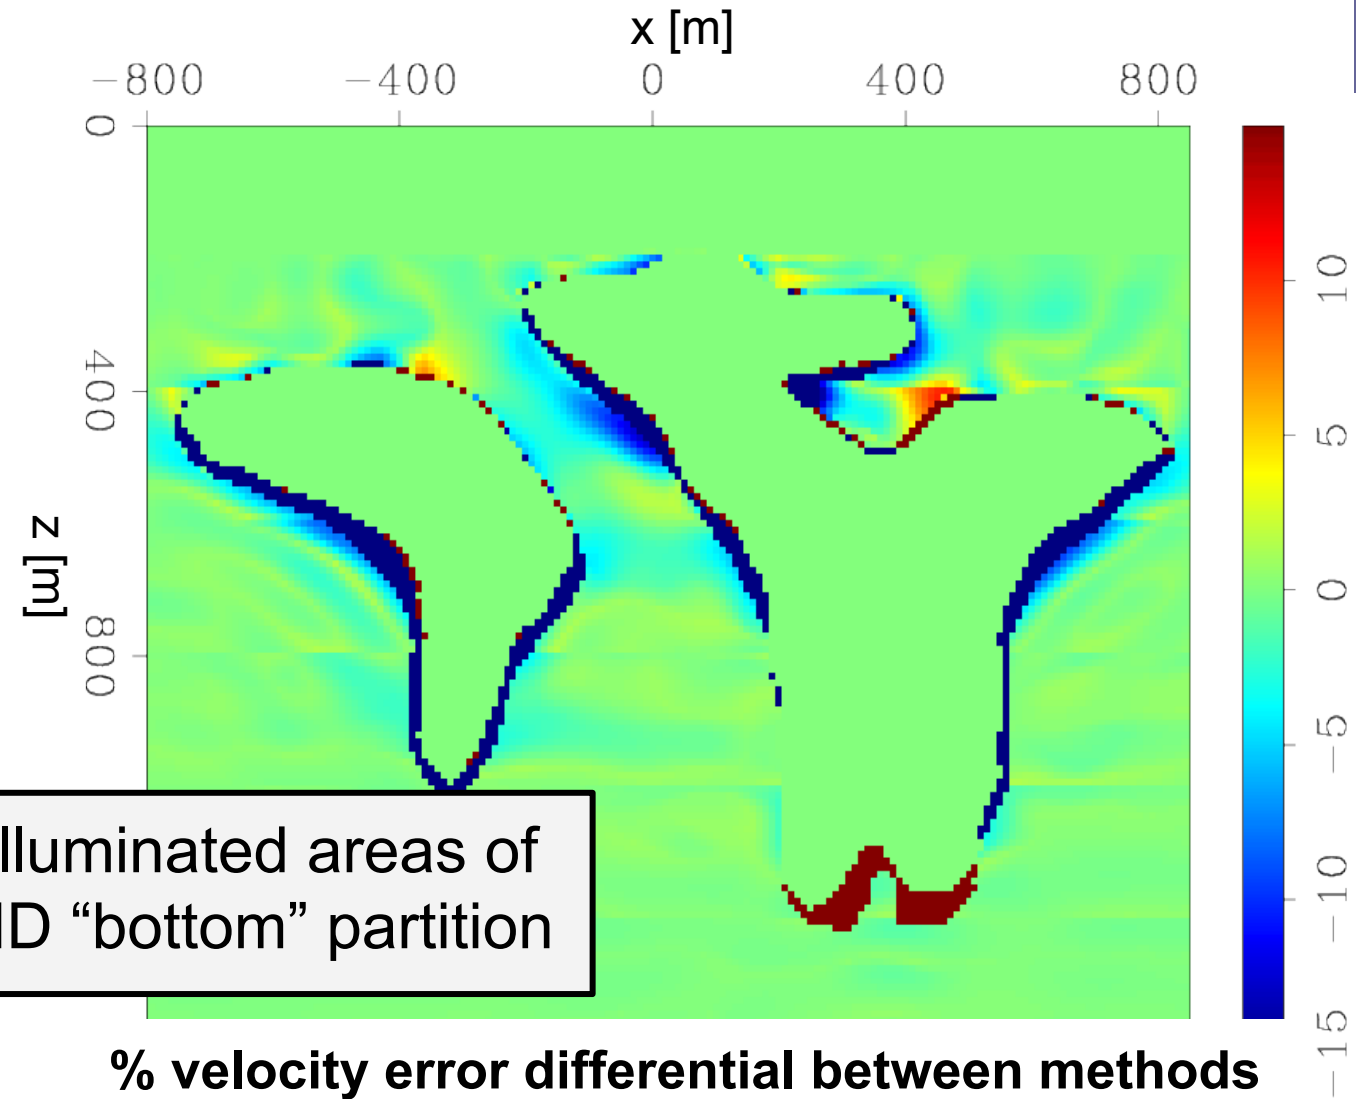 x [m]
−800 −400 0 400 800
0
400
800
z [m]
10
5
0
−5
−10
−15
lluminated areas of
D “bottom” partition
% velocity error differential between methods